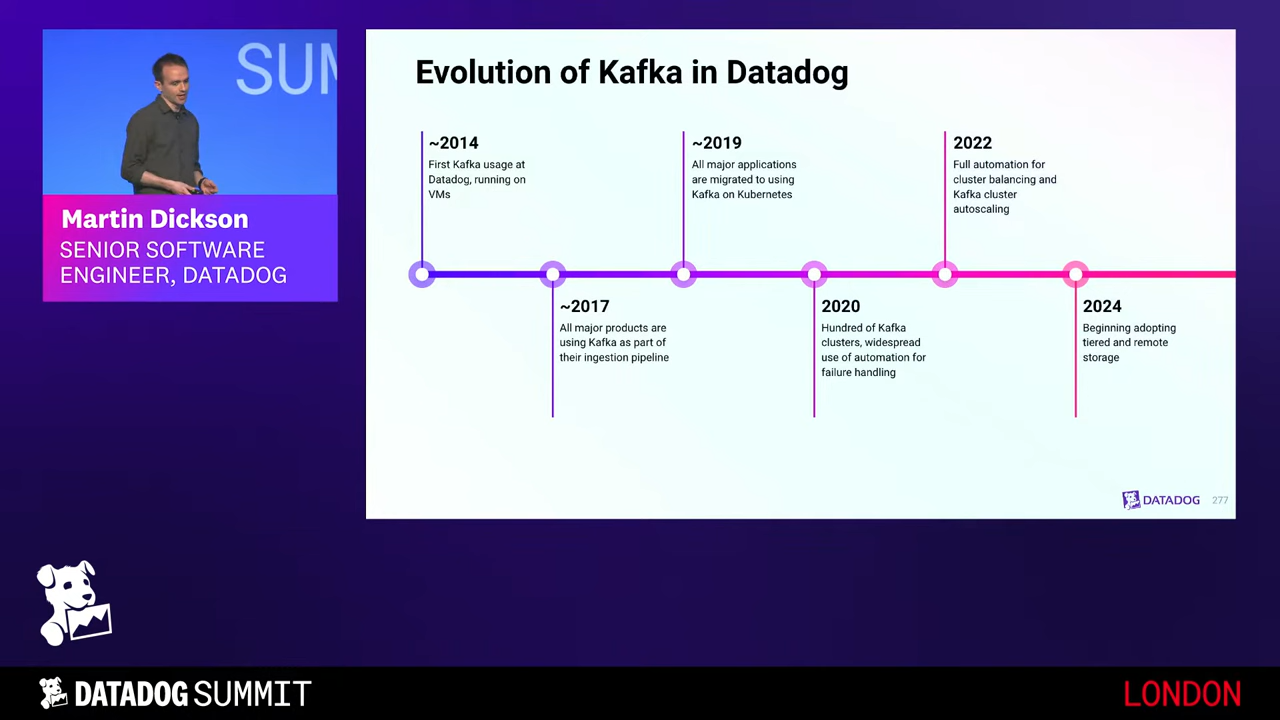 SUM
Martin Dickson
SENIOR SOFTWARE
ENGINEER, DATADOG
Evolution of Kafka in Datadog
~2014
First Kafka usage at
Datadog, running on
VMs
~2017
All major products are
using Kafka as part of
their ingestion pipeline
~2019
All major applications
are migrated to using
Kafka on Kubernetes
2020
Hundred of Kafka
clusters, widespread
use of automation for
failure handling
2022
Full automation for
cluster balancing and
Kafka cluster
autoscaling
2024
Beginning adopting
tiered and remote
storage
DATADOG 277
DATADOG SUMMIT
LONDON